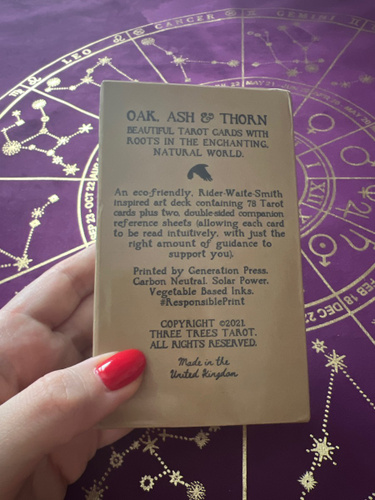 LEO
CANCER
GEMINI
OAK, ASH & THORN
BEAUTIFUL TAROT CARDS WITH
ROOTS IN THE ENCHANTING,
NATURAL WORLD.
An eco-friendly, Rider-Waite-Smith
inspired art deck containing 78 Tarot
cards plus two, double-sided companion
reference sheets (allowing each card
to be read intuitively, with just the
right amount of guidance to
support you).
Printed by Generation Press.
Carbon Neutral. Solar Power.
Vegetable Based Inks.
#ResponsiblePrint
COPYRIGHT ©2021
THREE TREES TAROT.
ALL RIGHTS RESERVED.
Made in the
United Kingdom